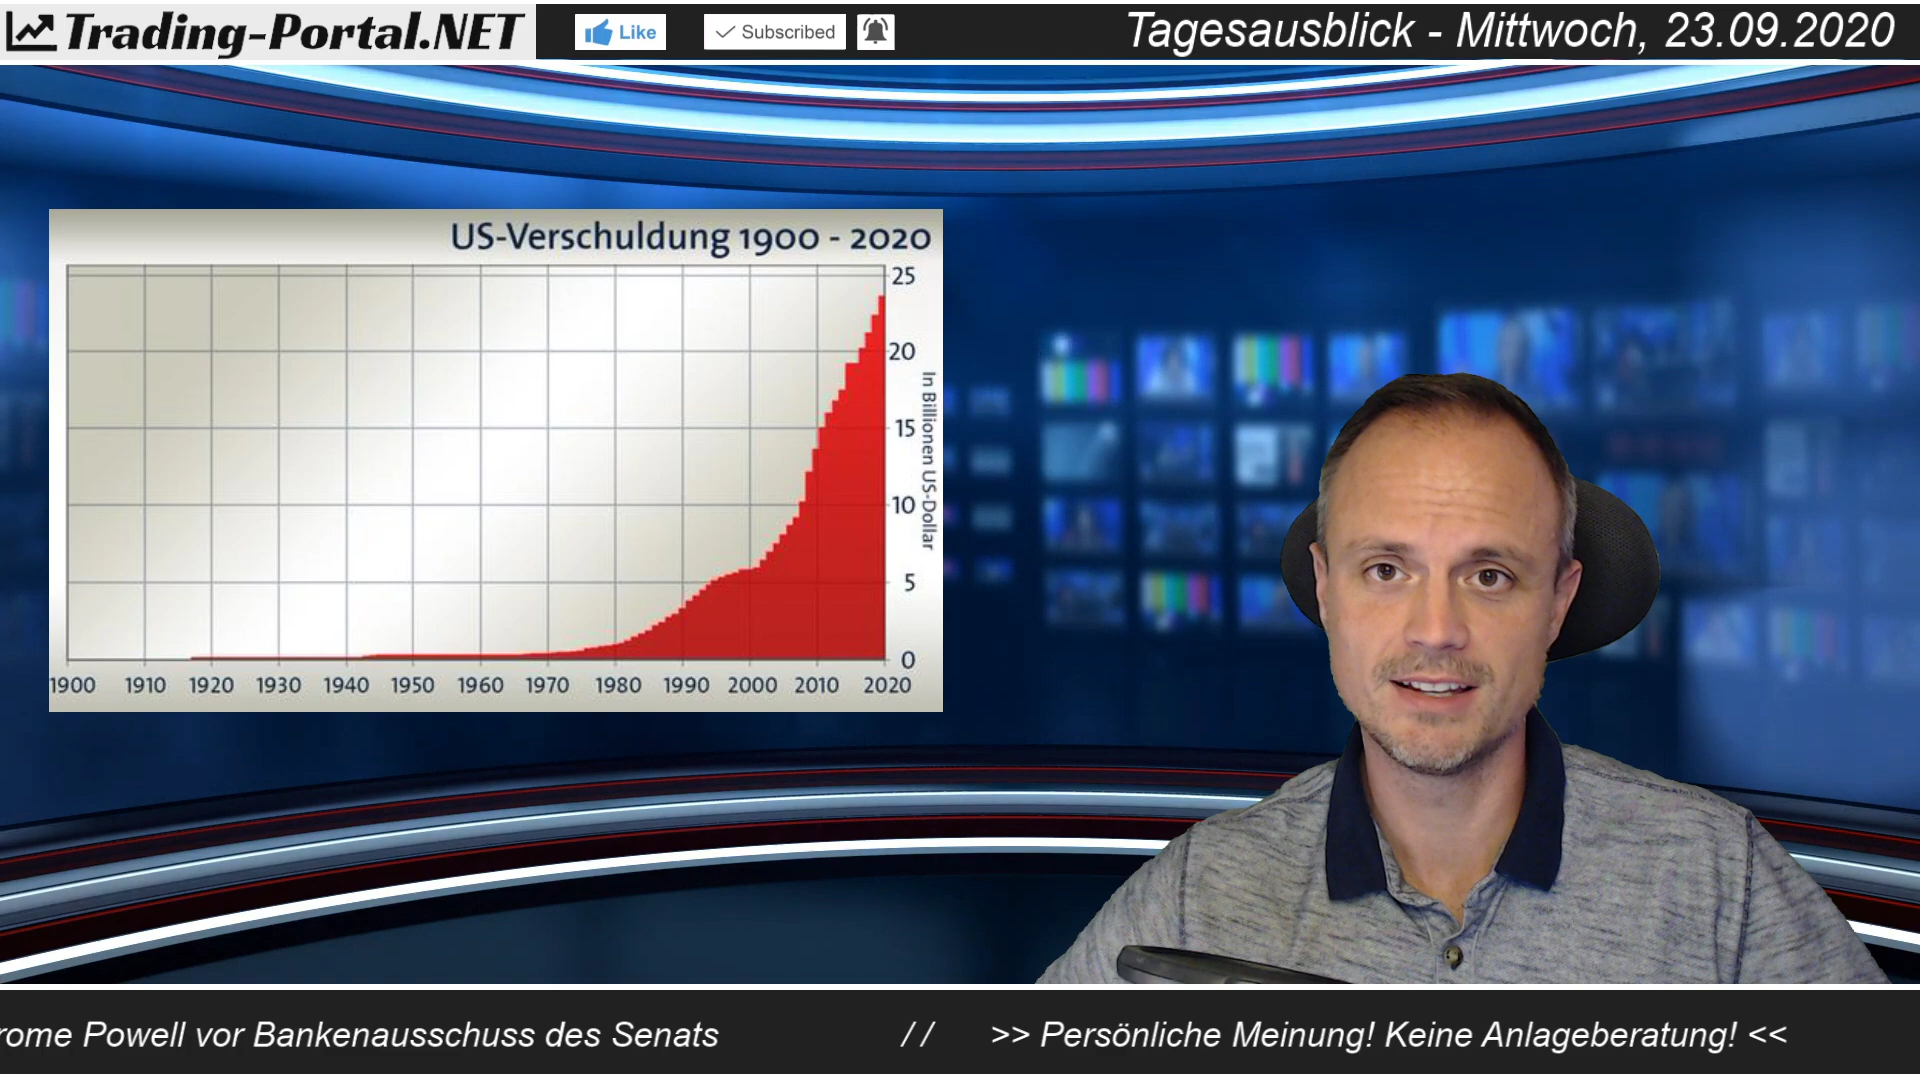 Trading-Portal.NET
Like
Subscribed
Tagesausblick - Mittwoch, 23.09.2020
US-Verschuldung 1900 - 2020
25
20
15
10
5
0
In Billionen US-Dollar
1900 1910 1920 1930 1940 1950 1960 1970 1980 1990 2000 2010 2020
rome Powell vor Bankenausschuss des Senats // >> Persönliche Meinung! Keine Anlageberatung! <<